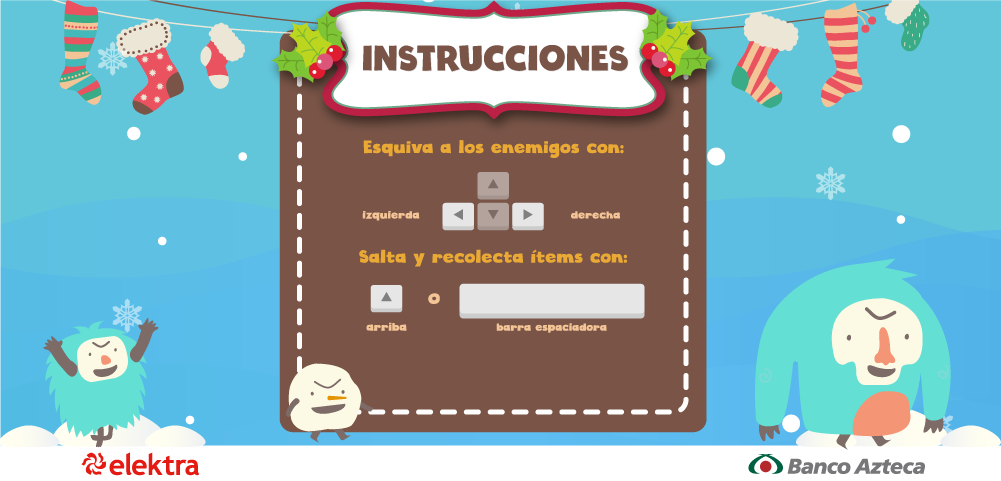 INSTRUCCIONES
Esquiva a los enemigos con:
izquierda
derecha
Salta y recolecta ítems con:
o
arriba
barra espaciadora
elektra
Banco Azteca